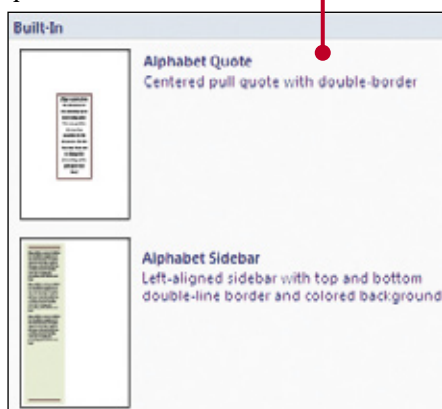 Built-In
Alphabet Quote
Centered pull quote with double-border
Alphabet Sidebar
Left-aligned sidebar with top and bottom
double-line border and colored background